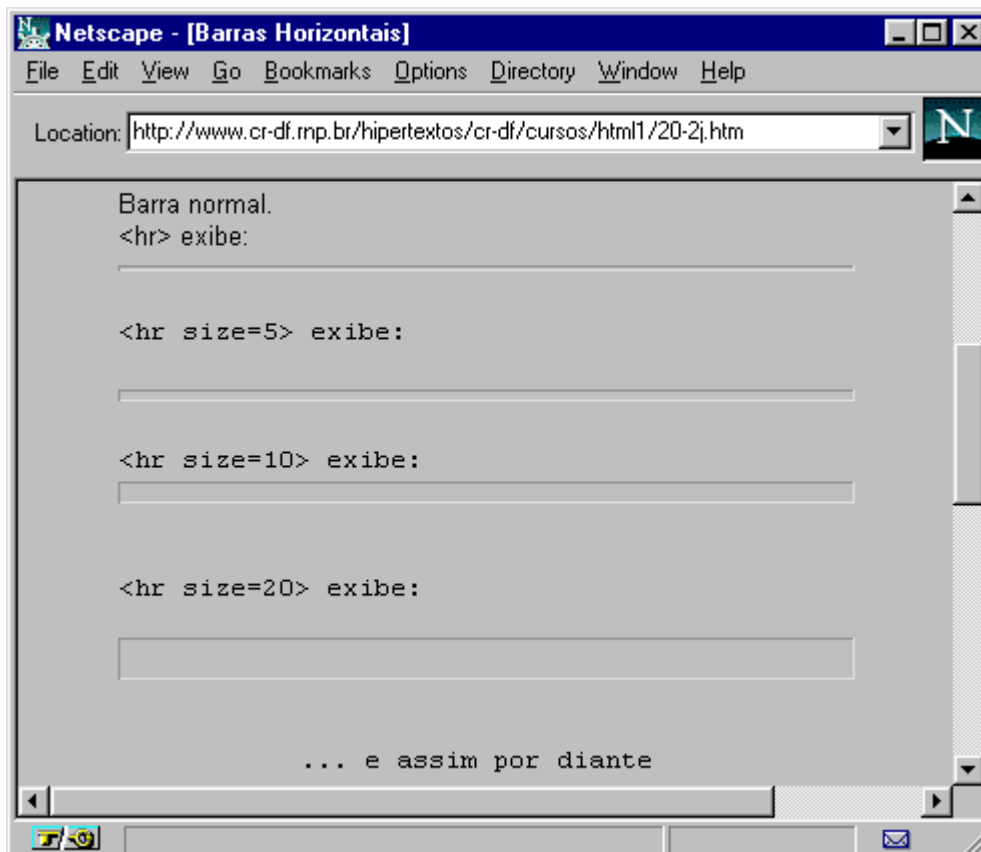 Netscape - [Barras Horizontais]
File Edit View Go Bookmarks Options Directory Window Help
Location: http://www.cr-df.rnp.br/hipertextos/cr-df/cursos/html1/20-2j.htm
N
Barra normal.
<hr> exibe:
<hr size=5> exibe:
<hr size=10> exibe:
<hr size=20> exibe:
... e assim por diante